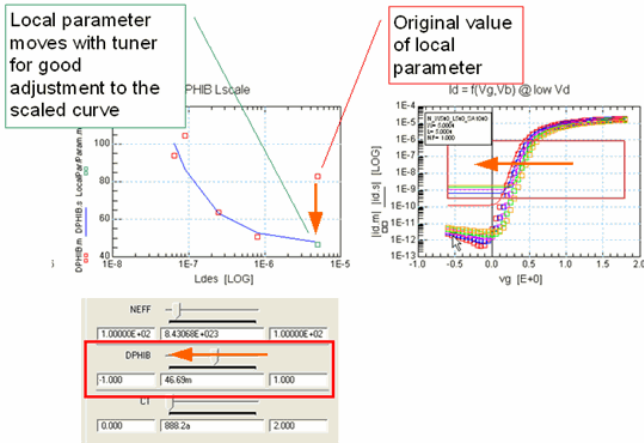 Local parameter
moves with tuner
for good
adjustment to the
scaled curve
Original value
of local
parameter
PHIB Lscale
LocalPar/Param.m
DPHIB.s
DPHIB.m
100
80
60
40
1E-8
1E-7
1E-6
1E-5
Ldes [LOG]
Id = f(Vg,Vb) @ low Vd
|id.m| |id.s| [LOG]
1E-4
1E-5
1E-6
1E-7
1E-8
1E-9
1E-10
1E-11
1E-12
1E-13
-1.0
-0.5
0.0
0.5
1.0
1.5
2.0
vg [E+0]
NEFF
1.00000E+02
8.43068E+023
1.00000E+02
DPHIB
-1.000
46.69m
1.000
CT
0.000
888.2a
2.000